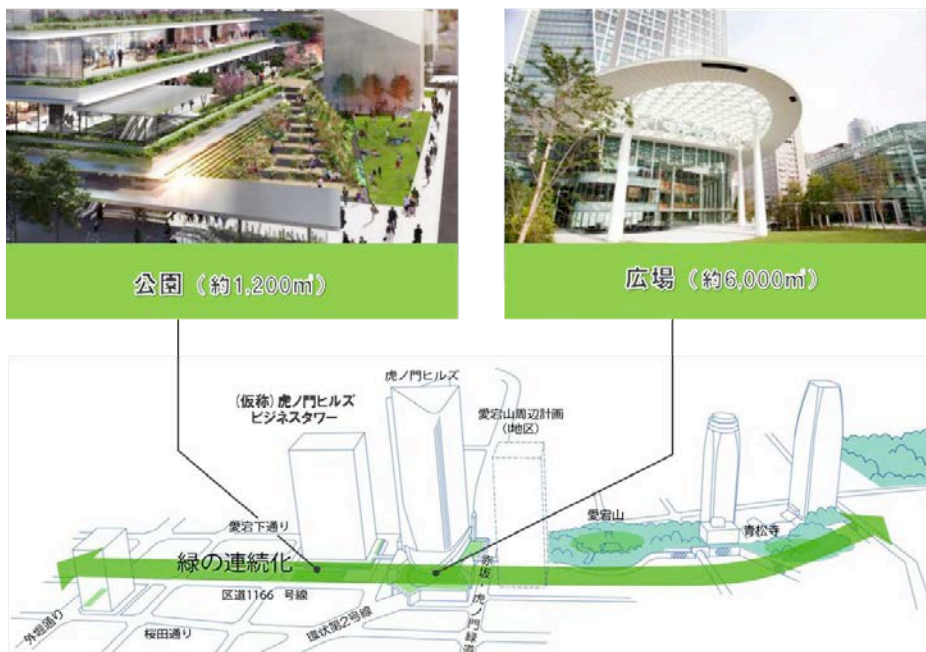 公園（約1,200㎡）
広場（約6,000㎡）
虎ノ門ヒルズ
(仮称)虎ノ門ヒルズ
ビジネスタワー
愛宕山周辺計画
(I地区)
愛宕下通り
愛宕山
青松寺
緑の連続化
区道1166 号線
赤坂・虎ノ門緑道
外堀通り
桜田通り
環状第2号線